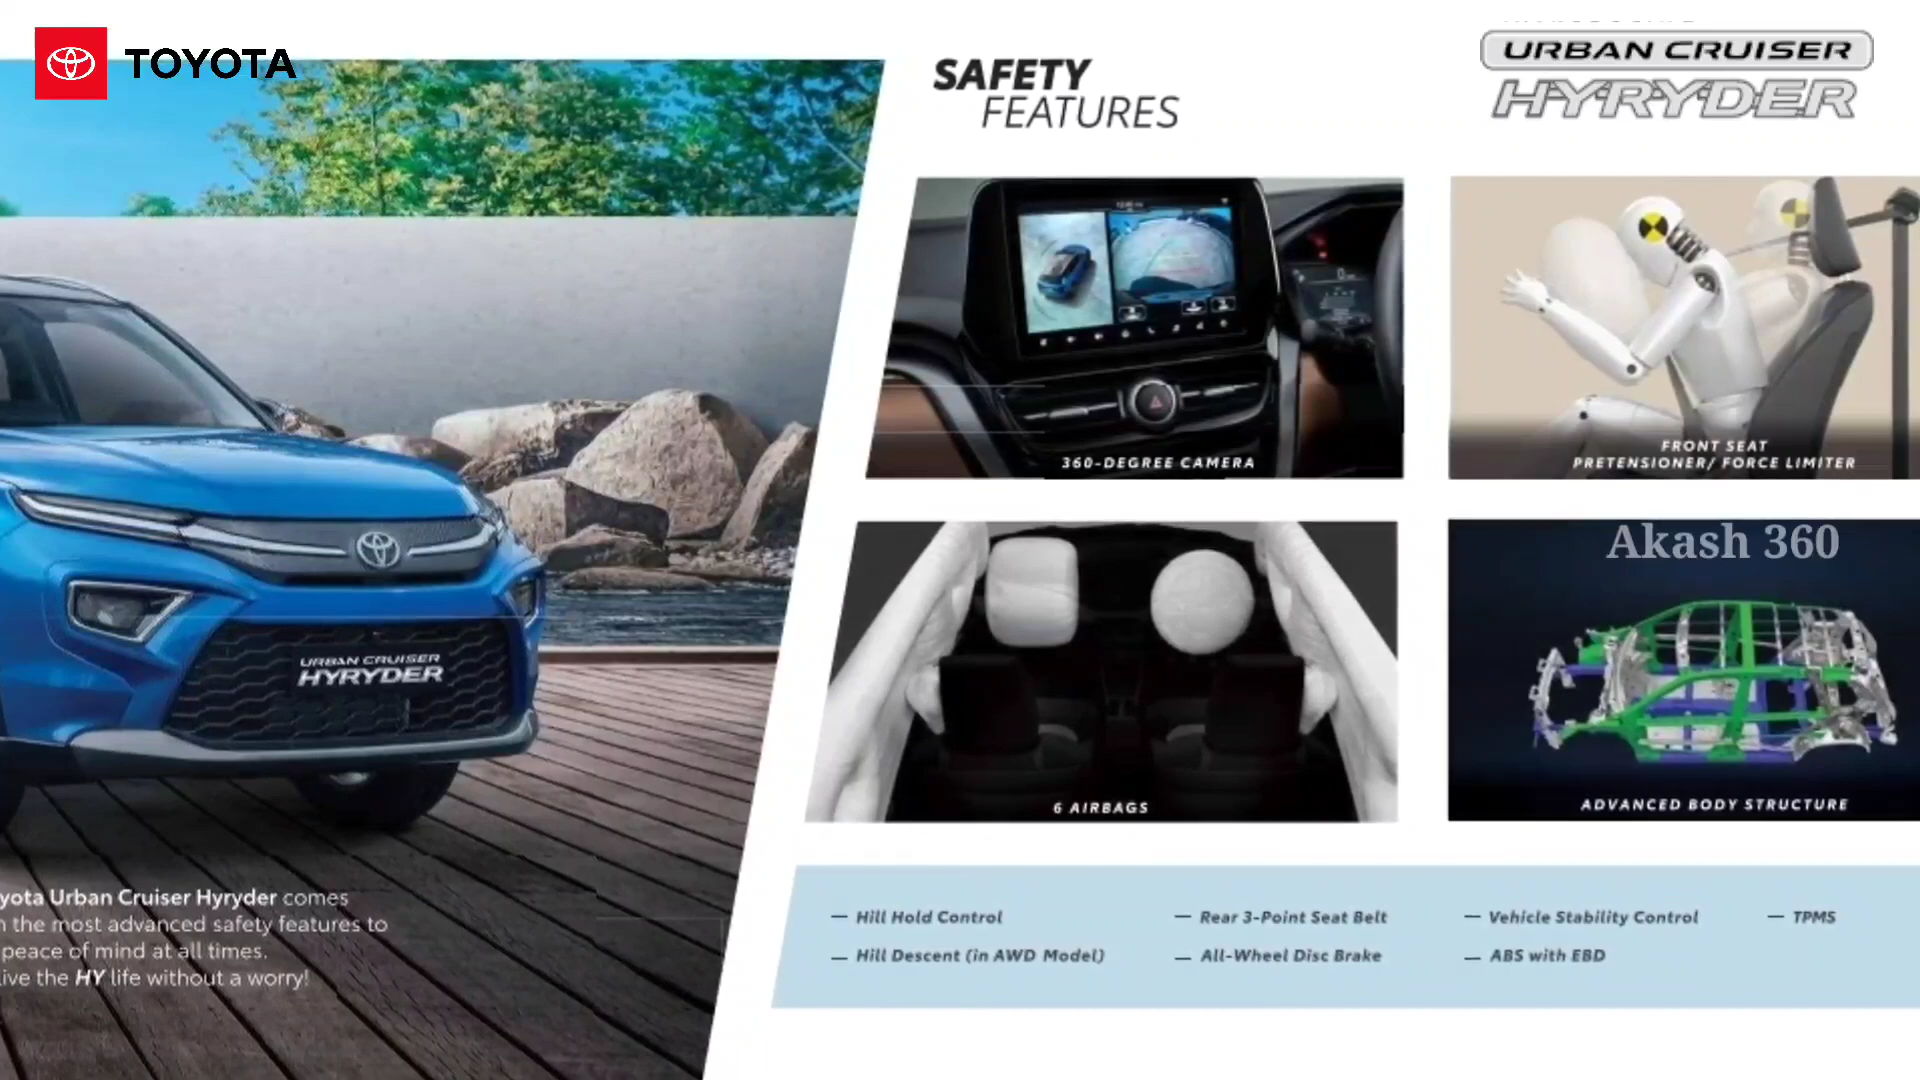 TOYOTA
SAFETY
FEATURES
URBAN CRUISER
HYRYDER
360-DEGREE CAMERA
FRONT SEAT
PRETENSIONER/ FORCE LIMITER
URBAN CRUISER
HYRYDER
6 AIRBAGS
Akash 360
ADVANCED BODY STRUCTURE
yota Urban Cruiser Hyryder comes
h the most advanced safety features to
peace of mind at all times.
ive the HY life without a worry!
— Hill Hold Control
— Rear 3-Point Seat Belt
— Vehicle Stability Control
— TPMS
— Hill Descent (in AWD Model)
— All-Wheel Disc Brake
— ABS with EBD